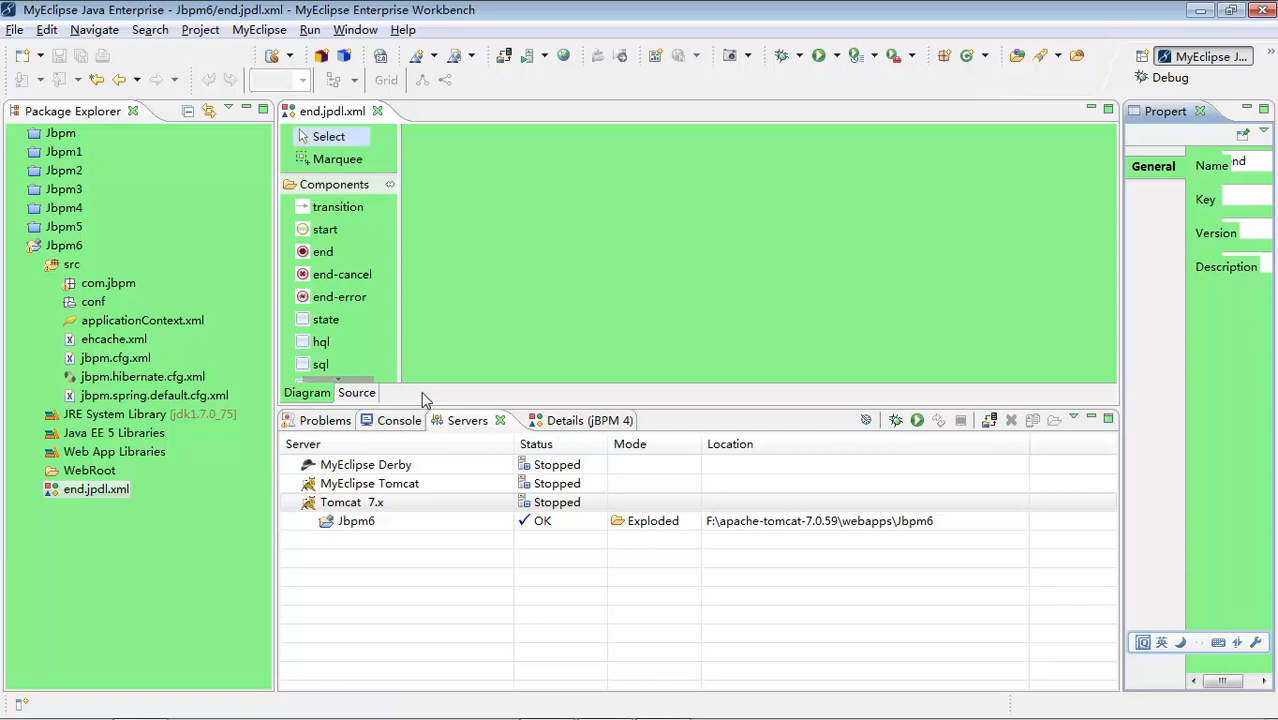 MyEclipse Java Enterprise - Jbpm6/end.jpdl.xml - MyEclipse Enterprise Workbench
File Edit Navigate Search Project MyEclipse Run Window Help
MyEclipse J...
Grid
Debug
Package Explorer
end.jpdl.xml
Propert
Jbpm
Jbpm1
Jbpm2
Jbpm3
Jbpm4
Jbpm5
Jbpm6
src
com.jbpm
conf
applicationContext.xml
ehcache.xml
jbpm.cfg.xml
jbpm.hibernate.cfg.xml
jbpm.spring.default.cfg.xml
JRE System Library [jdk1.7.0_75]
Java EE 5 Libraries
Web App Libraries
WebRoot
end.jpdl.xml
Select
Marquee
Components
transition
start
end
end-cancel
end-error
state
hql
sql
Diagram Source
General
Name
nd
Key
Version
Description
Problems Console Servers Details (jBPM 4)
Server Status Mode Location
MyEclipse Derby Stopped
MyEclipse Tomcat Stopped
Tomcat 7.x Stopped
Jbpm6 OK Exploded F:\apache-tomcat-7.0.59\webapps\Jbpm6
英